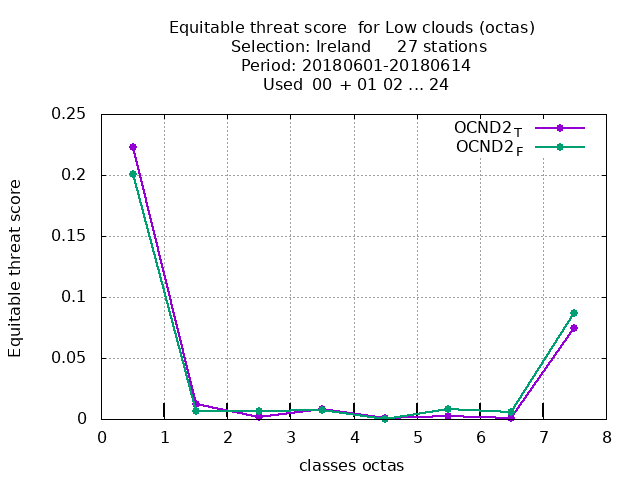 Equitable threat score  for Low clouds (octas)
Selection: Ireland     27 stations
Period: 20180601-20180614
Used  00  + 01 02 ... 24
OCND2T
OCND2F
0.25
0.2
0.15
0.1
0.05
0
Equitable threat score
0 1 2 3 4 5 6 7 8
classes octas